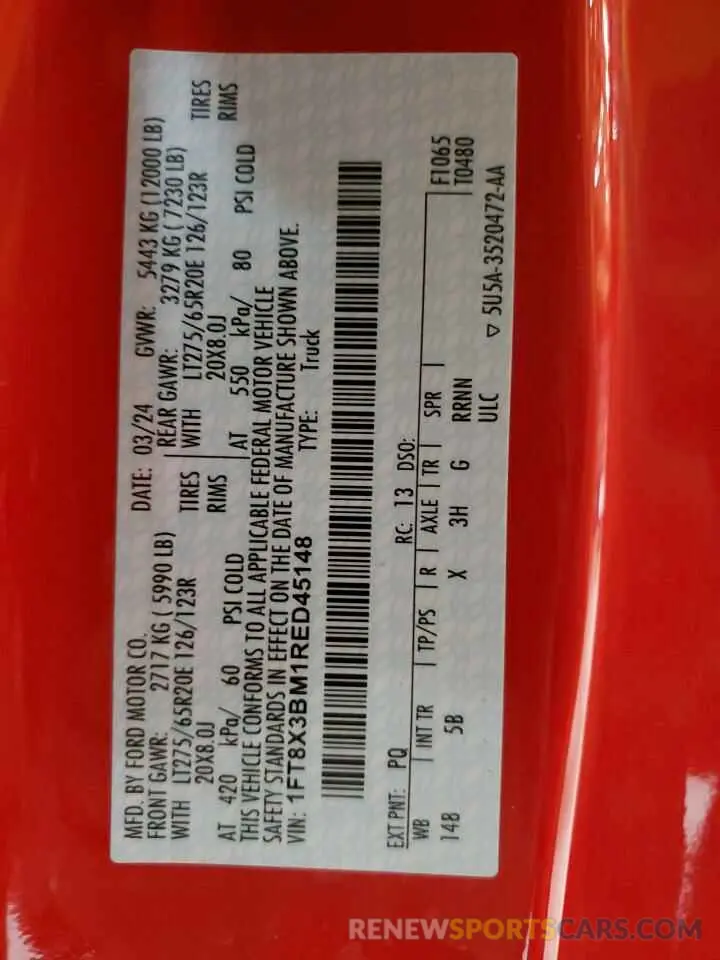 MFD. BY FORD MOTOR CO.
DATE: 03/24 GVWR: 5443 KG (12000 LB)
FRONT GAWR: 2717 KG ( 5990 LB) REAR GAWR: 3279 KG ( 7230 LB)
WITH LT275/65R20E 126/123R TIRES WITH LT275/65R20E 126/123R TIRES
20X8.0J RIMS 20X8.0J RIMS
AT 420 kPa/ 60 PSI COLD AT 550 kPa/ 80 PSI COLD
THIS VEHICLE CONFORMS TO ALL APPLICABLE FEDERAL MOTOR VEHICLE
SAFETY STANDARDS IN EFFECT ON THE DATE OF MANUFACTURE SHOWN ABOVE.
VIN: 1FT8X3BM1RED45148 TYPE: Truck
EXT PNT: PQ RC: 13 DSO: F1065
WB INT TR TP/PS R AXLE TR SPR T0480
148 5B X 3H G RRNN
ULC ▽ 5U5A-3520472-AA
RENEWSPORTSCARS.COM